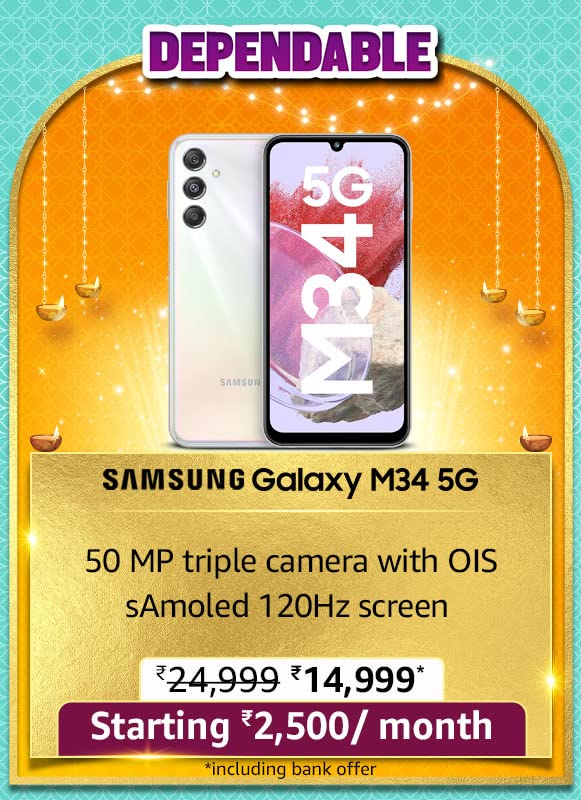 DEPENDABLE
5G
M34
SAMSUN
SAMSUNG Galaxy M34 5G
50 MP triple camera with OIS
sAmoled 120Hz screen
₹24,999 ₹14,999*
Starting ₹2,500/ month
*including bank offer